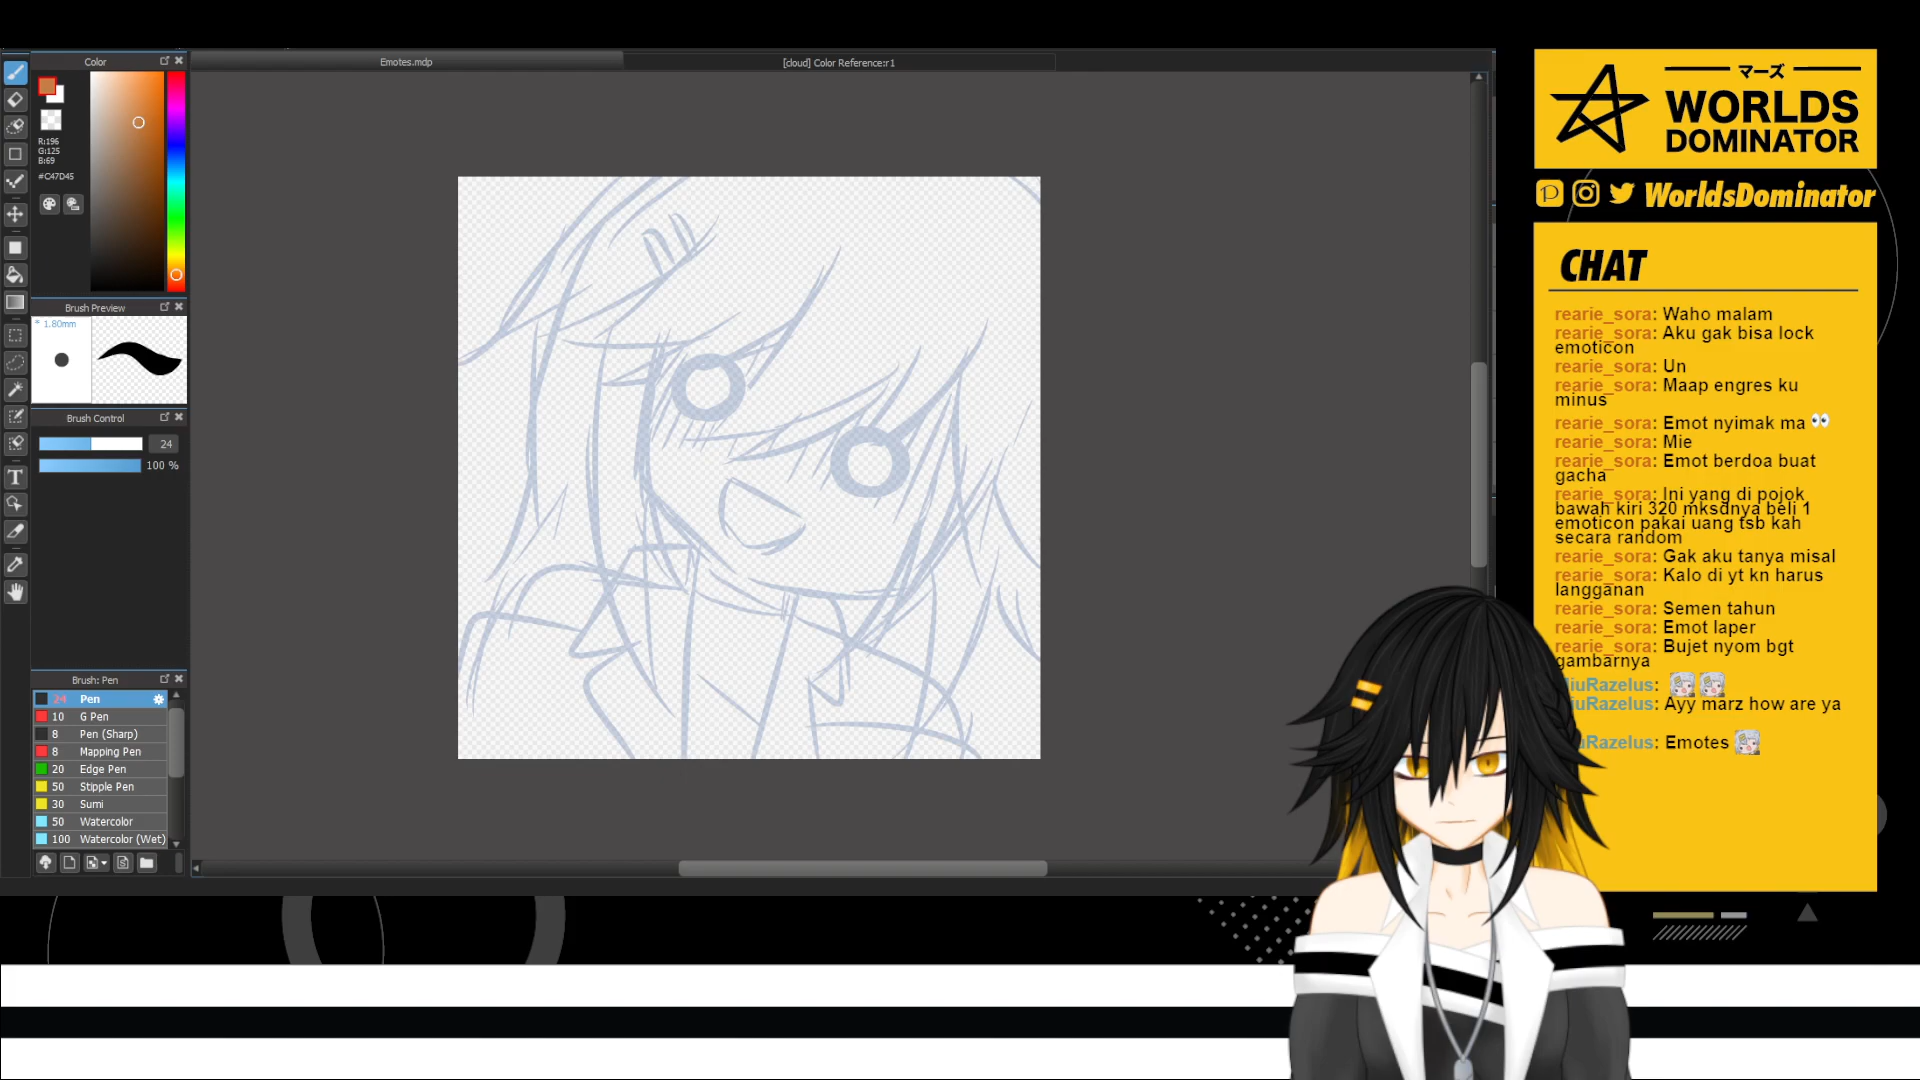 Color
Emotes.mdp
[cloud] Color Reference:r1
R:196
G:125
B:69
#C47D45
Brush Preview
* 1.80mm
Brush Control
24
100 %
Brush: Pen
24 Pen
10 G Pen
8 Pen (Sharp)
8 Mapping Pen
20 Edge Pen
50 Stipple Pen
30 Sumi
50 Watercolor
100 Watercolor (Wet)
T
マーズ
WORLDS
DOMINATOR
WorldsDominator
CHAT
rearie_sora: Waho malam
rearie_sora: Aku gak bisa lock
emoticon
rearie_sora: Un
rearie_sora: Maap engres ku
minus
rearie_sora: Emot nyimak ma 👀
rearie_sora: Mie
rearie_sora: Emot berdoa buat
gacha
rearie_sora: Ini yang di pojok
bawah kiri 320 mksdnya beli 1
emoticon pakai uang tsb kah
secara random
rearie_sora: Gak aku tanya misal
rearie_sora: Kalo di yt kn harus
langganan
rearie_sora: Semen tahun
rearie_sora: Emot laper
rearie_sora: Bujet nyom bgt
gambarnya
iuRazelus:
iuRazelus: Ayy marz how are ya
uRazelus: Emotes